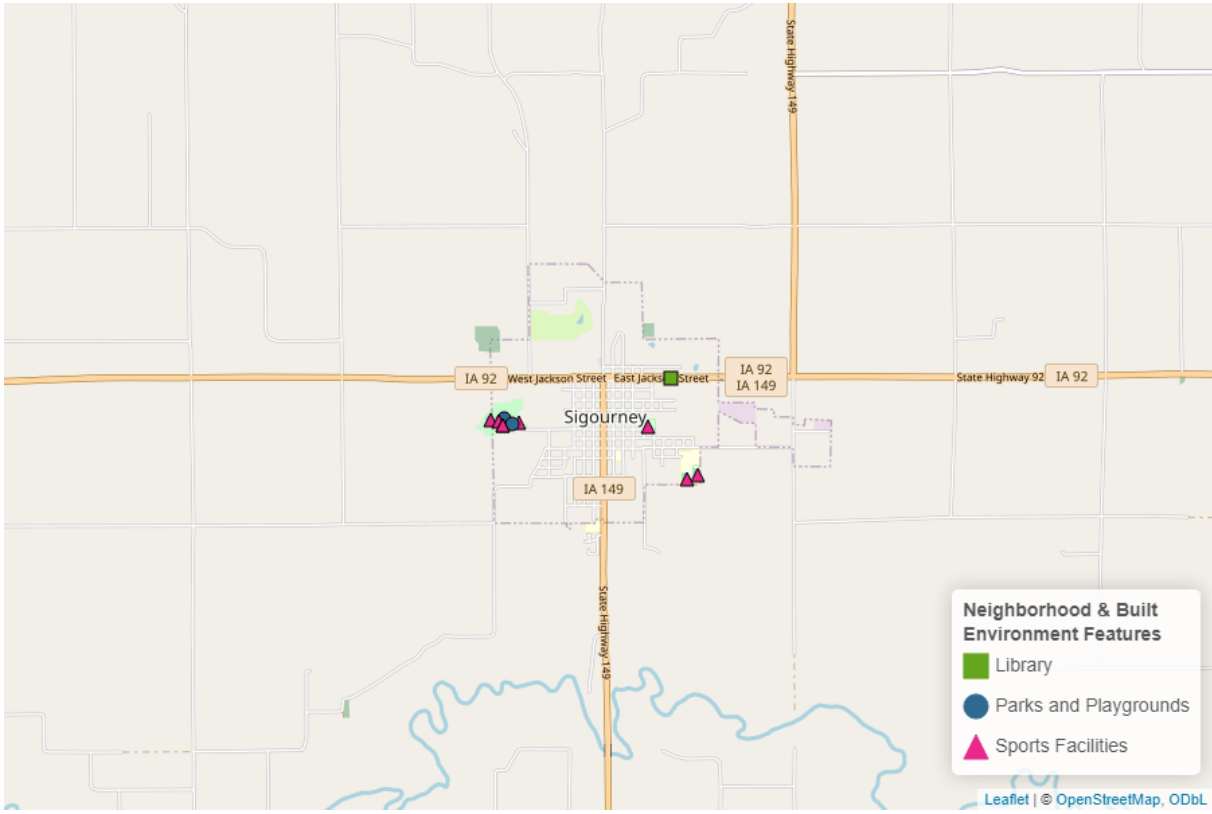 State Highway 149
IA 92
West Jackson Street
East Jacks
Street
IA 92
IA 149
State Highway 92
IA 92
Sigourney
IA 149
State Highway 149
Neighborhood & Built
Environment Features
Library
Parks and Playgrounds
Sports Facilities
Leaflet | © OpenStreetMap, ODbL